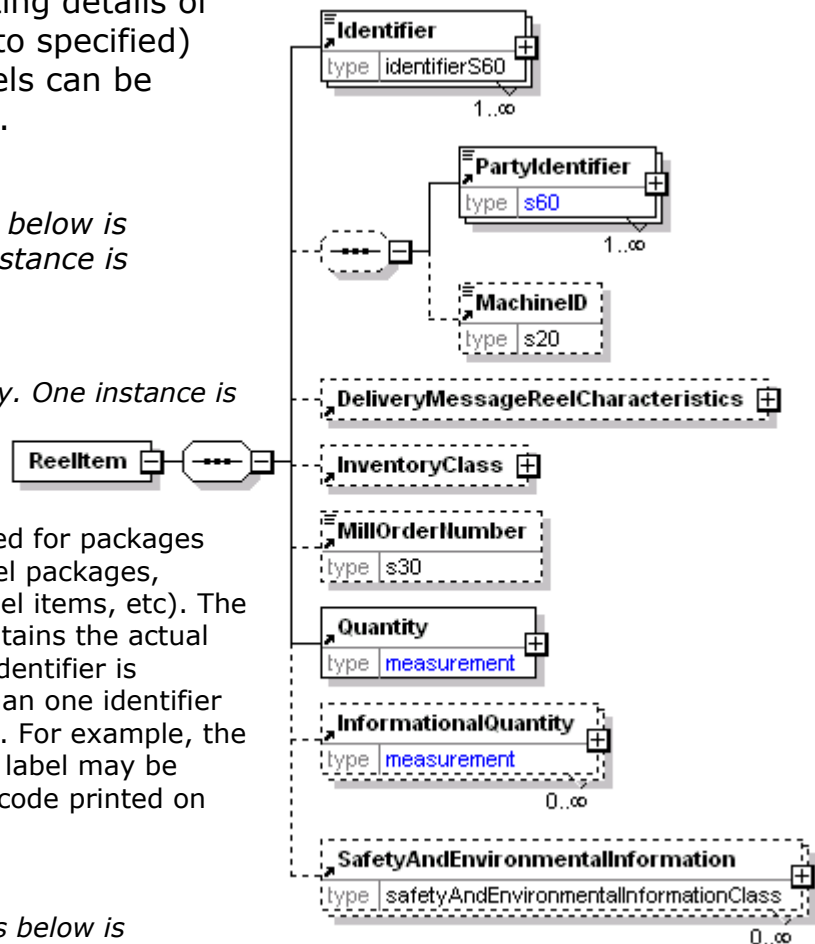 ting details of
to specified)
els can be
.
below is
stance is
y. One instance is
ed for packages
el packages,
el items, etc). The
tains the actual
dentifier is
an one identifier
. For example, the
label may be
code printed on
s below is
ReelItem
Identifier
type identifierS60
1..∞
PartyIdentifier
type s60
1..∞
MachineID
type s20
DeliveryMessageReelCharacteristics
InventoryClass
MillOrderNumber
type s30
Quantity
type measurement
InformationalQuantity
type measurement
0..∞
SafetyAndEnvironmentalInformation
type safetyAndEnvironmentalInformationClass
0..∞